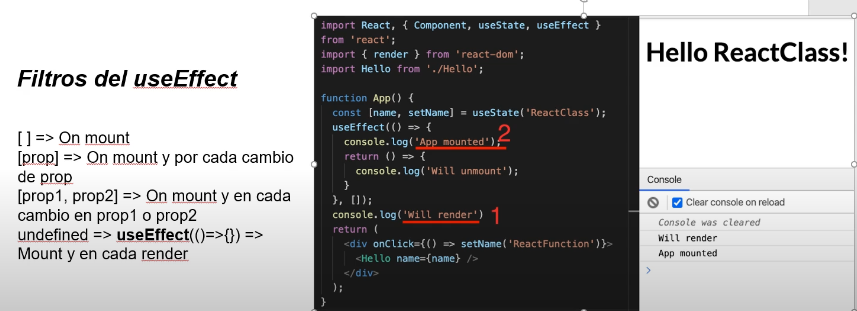 Filtros del useEffect
[ ] => On mount
[prop] => On mount y por cada cambio
de prop
[prop1, prop2] => On mount y en cada
cambio en prop1 o prop2
undefined => useEffect(()=>{}) =>
Mount y en cada render
import React, { Component, useState, useEffect }
from 'react';
import { render } from 'react-dom';
import Hello from './Hello';
function App() {
const [name, setName] = useState('ReactClass');
useEffect(() => {
console.log('App mounted'); 2
return () => {
console.log('Will unmount');
}
}, []);
console.log('Will render') 1
return (
<div onClick={() => setName('ReactFunction')}>
<Hello name={name} />
</div>
);
}
Hello ReactClass!
Console
Clear console on reload
Console was cleared
Will render
App mounted
>